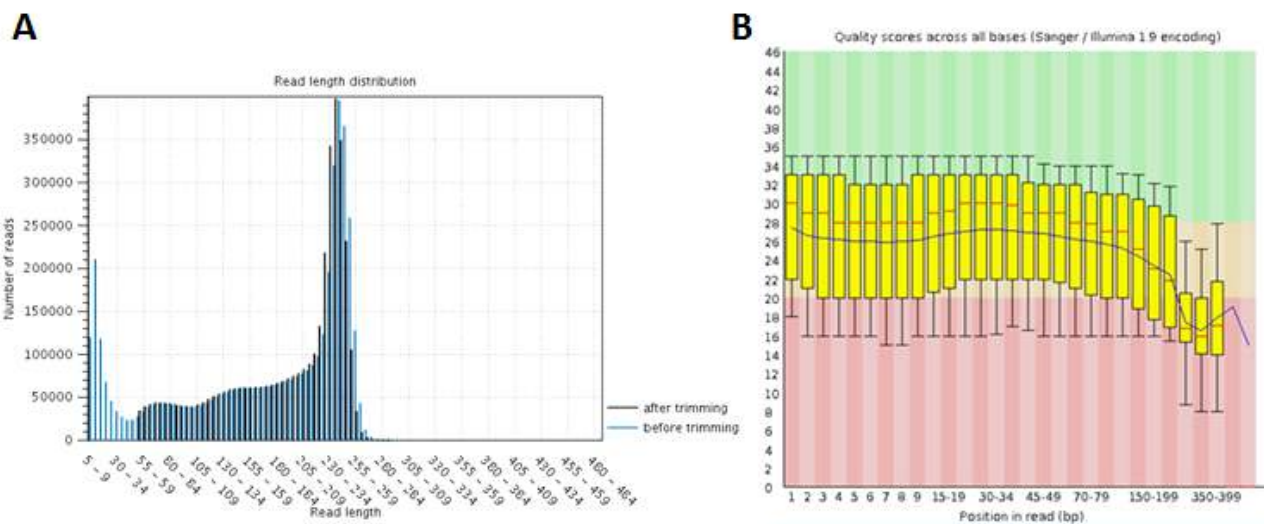 A
Read length distribution
Number of reads
350000
300000
250000
200000
150000
100000
50000
0
after trimming
before trimming
5 – 9
30 – 34
55 – 59
80 – 84
105 – 109
130 – 134
155 – 159
180 – 184
205 – 209
230 – 234
255 – 259
280 – 284
305 – 309
330 – 334
355 – 359
380 – 384
405 – 409
430 – 434
455 – 459
480 – 484
Read length
B
Quality scores across all bases (Sanger / Illumina 1.9 encoding)
46
44
42
40
38
36
34
32
30
28
26
24
22
20
18
16
14
12
10
8
6
4
2
0
1 2 3 4 5 6 7 8 9 15-19 30-34 45-49 70-79 150-199 350-399
Position in read (bp)